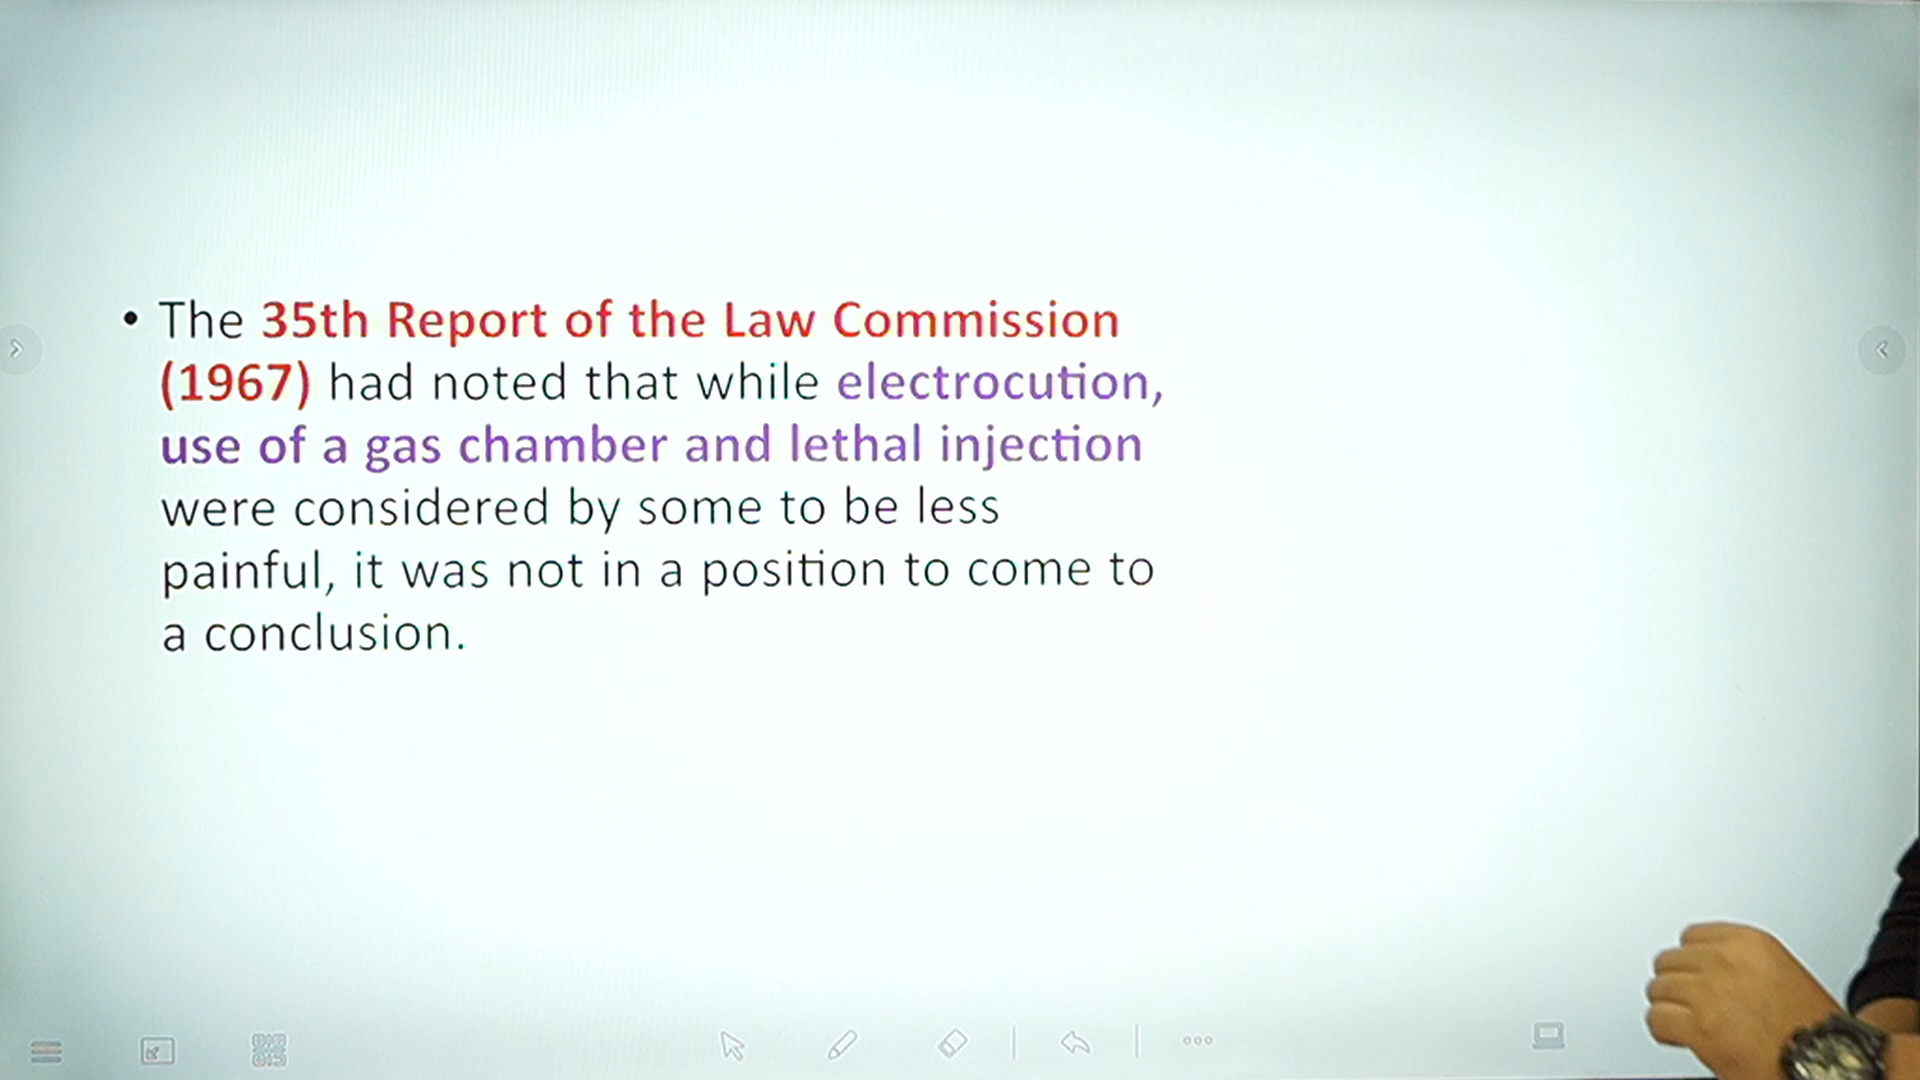 • The 35th Report of the Law Commission
(1967) had noted that while electrocution,
use of a gas chamber and lethal injection
were considered by some to be less
painful, it was not in a position to come to
a conclusion.